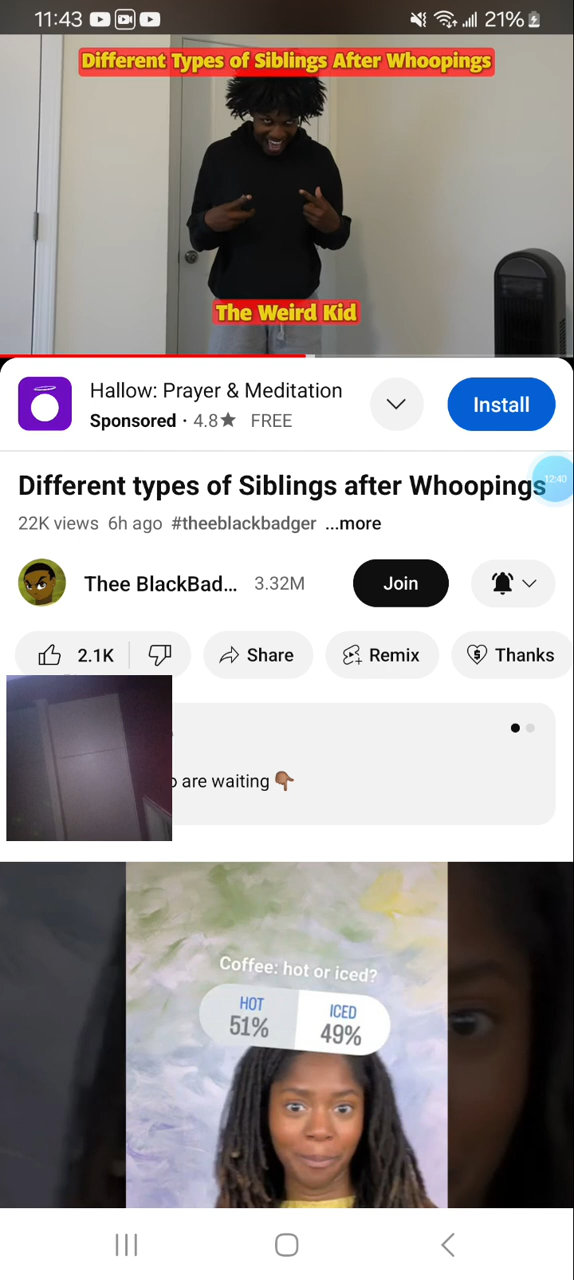 11:43 21%
Different Types of Siblings After Whoopings
The Weird Kid
Hallow: Prayer & Meditation
Sponsored · 4.8★ FREE
Install
Different types of Siblings after Whoopings
12:40
22K views 6h ago #theeblackbadger ...more
Thee BlackBad... 3.32M
Join
2.1K Share Remix Thanks
are waiting 👇🏾
Coffee: hot or iced?
HOT ICED
51% 49%